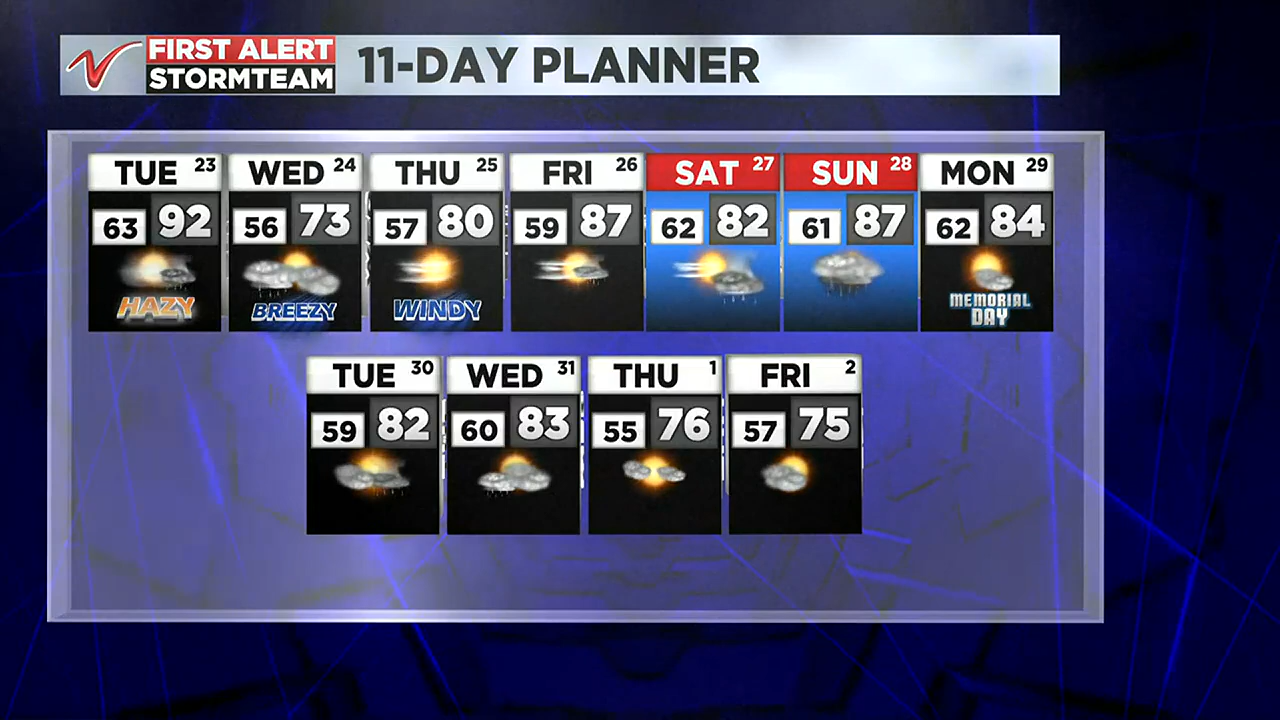 FIRST ALERT
STORMTEAM
11-DAY PLANNER
TUE 23
63 92
HAZY
WED 24
56 73
BREEZY
THU 25
57 80
WINDY
FRI 26
59 87
SAT 27
62 82
SUN 28
61 87
MON 29
62 84
MEMORIAL
DAY
TUE 30
59 82
WED 31
60 83
THU 1
55 76
FRI 2
57 75